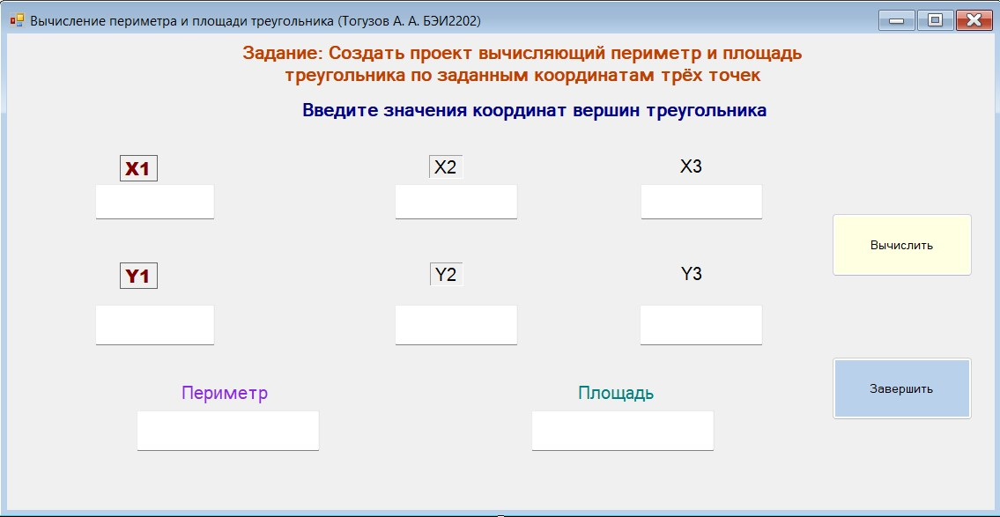 Вычисление периметра и площади треугольника (Тогузов А. А. БЭИ2202)
Задание: Создать проект вычисляющий периметр и площадь
треугольника по заданным координатам трёх точек
Введите значения координат вершин треугольника
X1 X2 X3
Вычислить
Y1 Y2 Y3
Завершить
Периметр Площадь